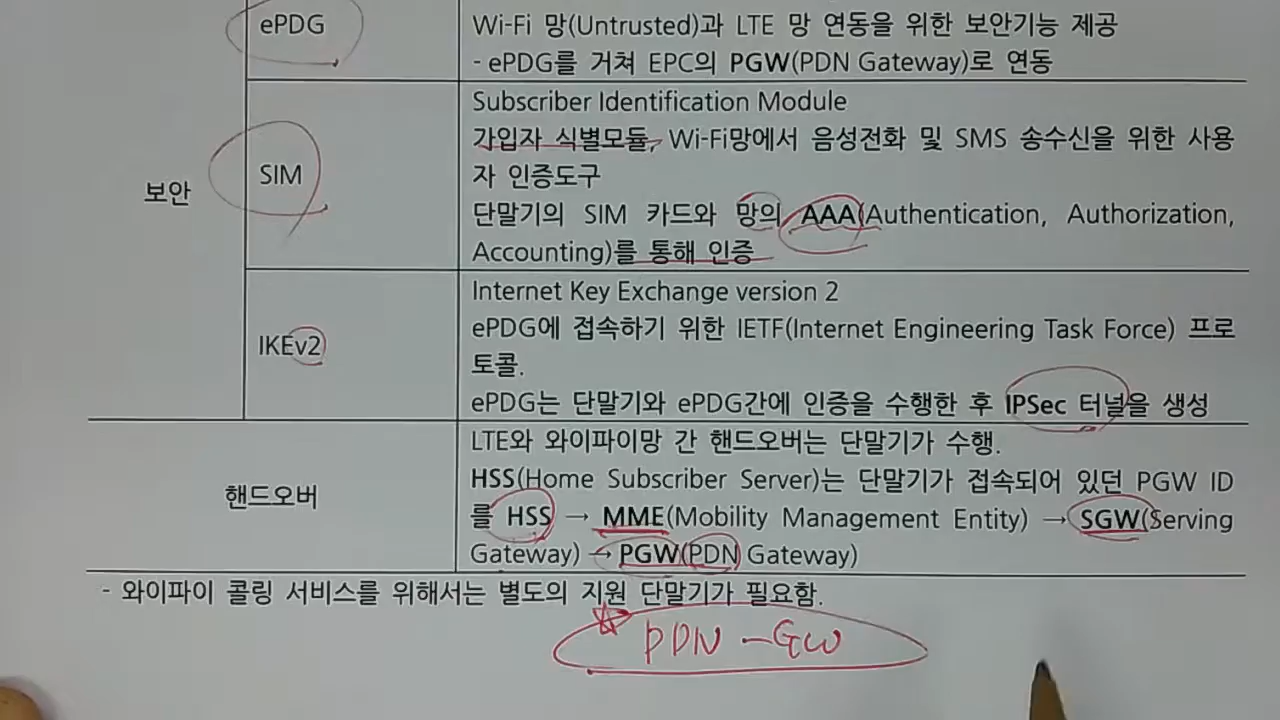 ePDG
Wi-Fi 망(Untrusted)과 LTE 망 연동을 위한 보안기능 제공
- ePDG를 거쳐 EPC의 PGW(PDN Gateway)로 연동
보안
SIM
Subscriber Identification Module
가입자 식별모듈, Wi-Fi망에서 음성전화 및 SMS 송수신을 위한 사용
자 인증도구
단말기의 SIM 카드와 망의 AAA(Authentication, Authorization,
Accounting)를 통해 인증
IKEv2
Internet Key Exchange version 2
ePDG에 접속하기 위한 IETF(Internet Engineering Task Force) 프로
토콜.
ePDG는 단말기와 ePDG간에 인증을 수행한 후 IPSec 터널을 생성
핸드오버
LTE와 와이파이망 간 핸드오버는 단말기가 수행.
HSS(Home Subscriber Server)는 단말기가 접속되어 있던 PGW ID
를 HSS → MME(Mobility Management Entity) → SGW(Serving
Gateway) → PGW(PDN Gateway)
- 와이파이 콜링 서비스를 위해서는 별도의 지원 단말기가 필요함.
PDN - GW